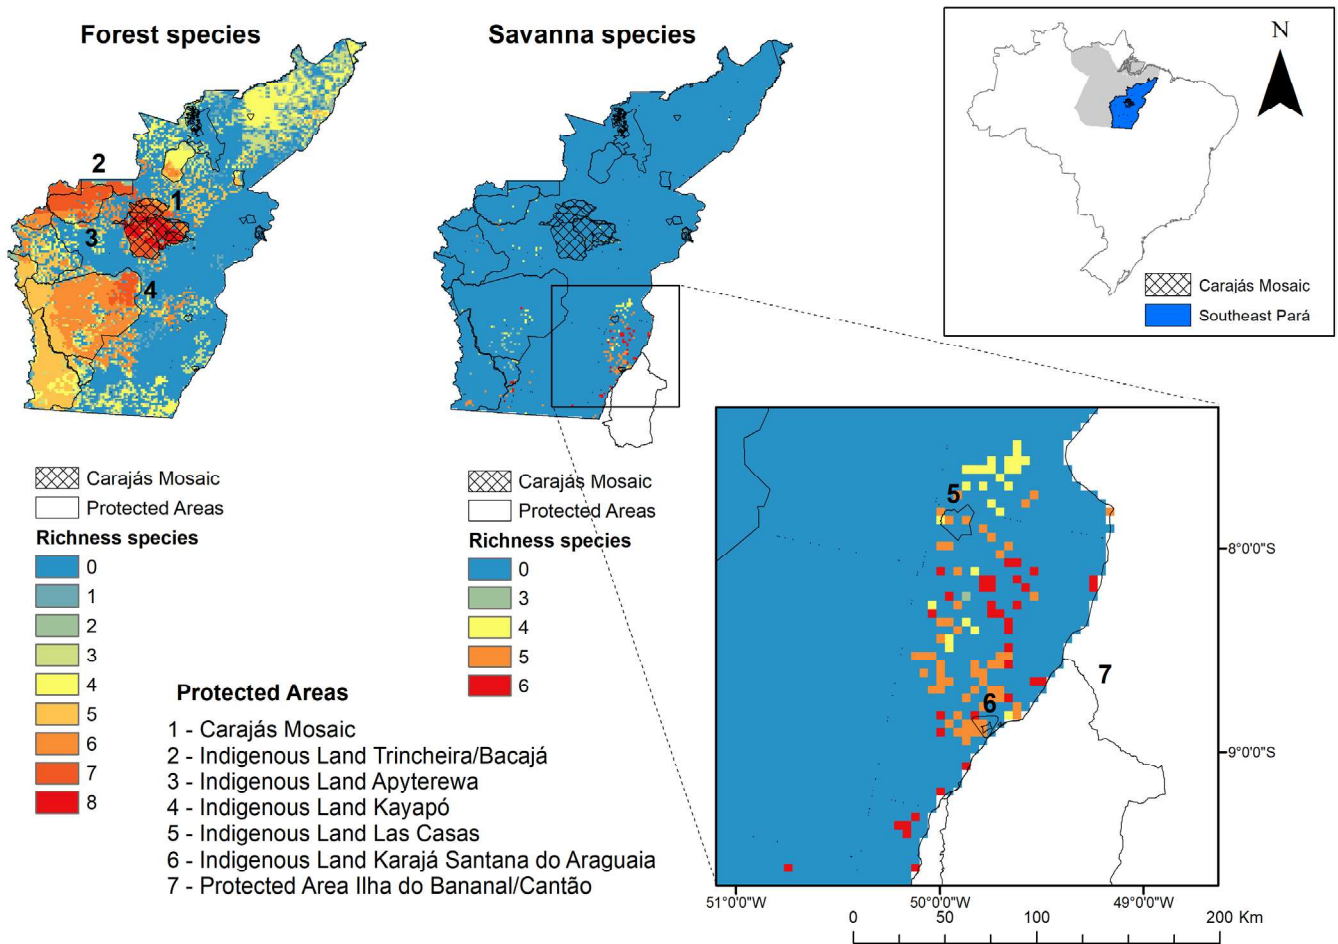 Forest species
Savanna species
N
2
1
3
4
Carajás Mosaic
Southeast Pará
Carajás Mosaic
Protected Areas
Richness species
0
1
2
3
4
5
6
7
8
Carajás Mosaic
Protected Areas
Richness species
0
3
4
5
6
Protected Areas
1 - Carajás Mosaic
2 - Indigenous Land Trincheira/Bacajá
3 - Indigenous Land Apyterewa
4 - Indigenous Land Kayapó
5 - Indigenous Land Las Casas
6 - Indigenous Land Karajá Santana do Araguaia
7 - Protected Area Ilha do Bananal/Cantão
5
6
7
8°0'0"S
9°0'0"S
51°0'0"W
50°0'0"W
49°0'0"W
0 50 100 200 Km